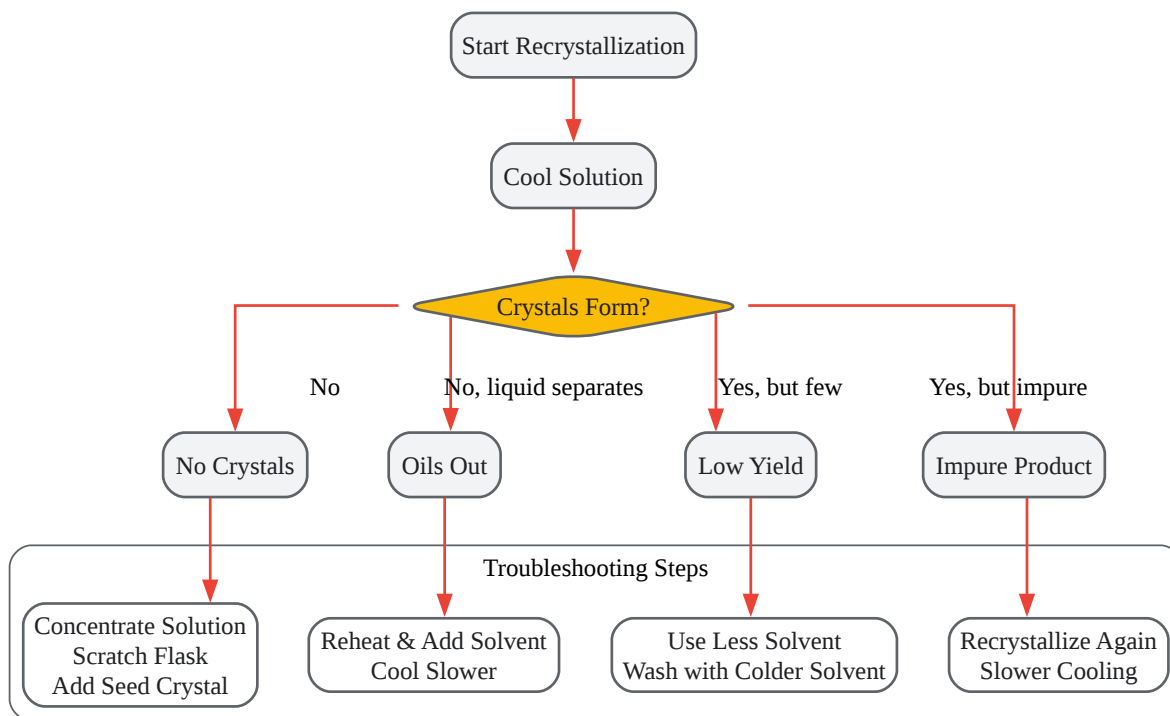 Start Recrystallization
Cool Solution
Crystals Form?
No
No, liquid separates
Yes, but few
Yes, but impure
No Crystals
Oils Out
Low Yield
Impure Product
Troubleshooting Steps
Concentrate Solution
Scratch Flask
Add Seed Crystal
Reheat & Add Solvent
Cool Slower
Use Less Solvent
Wash with Colder Solvent
Recrystallize Again
Slower Cooling